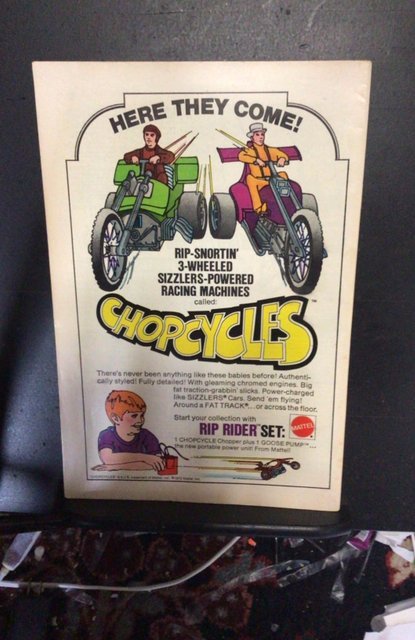 HERE THEY COME!
RIP-SNORTIN'
3-WHEELED
SIZZLERS-POWERED
RACING MACHINES
called:
CHOPCYCLES™
There's never been anything like these babies before! Authenti-
cally styled! Fully detailed! With gleaming chromed engines. Big
fat traction-grabbin' slicks. Power-charged
like SIZZLERS® Cars. Send 'em flying!
Around a FAT TRACK®...or across the floor.
Start your collection with
RIP RIDER™ SET:
MATTEL
1 CHOPCYCLE Chopper plus 1 GOOSE PUMP™...
the new portable power unit! From Mattel!